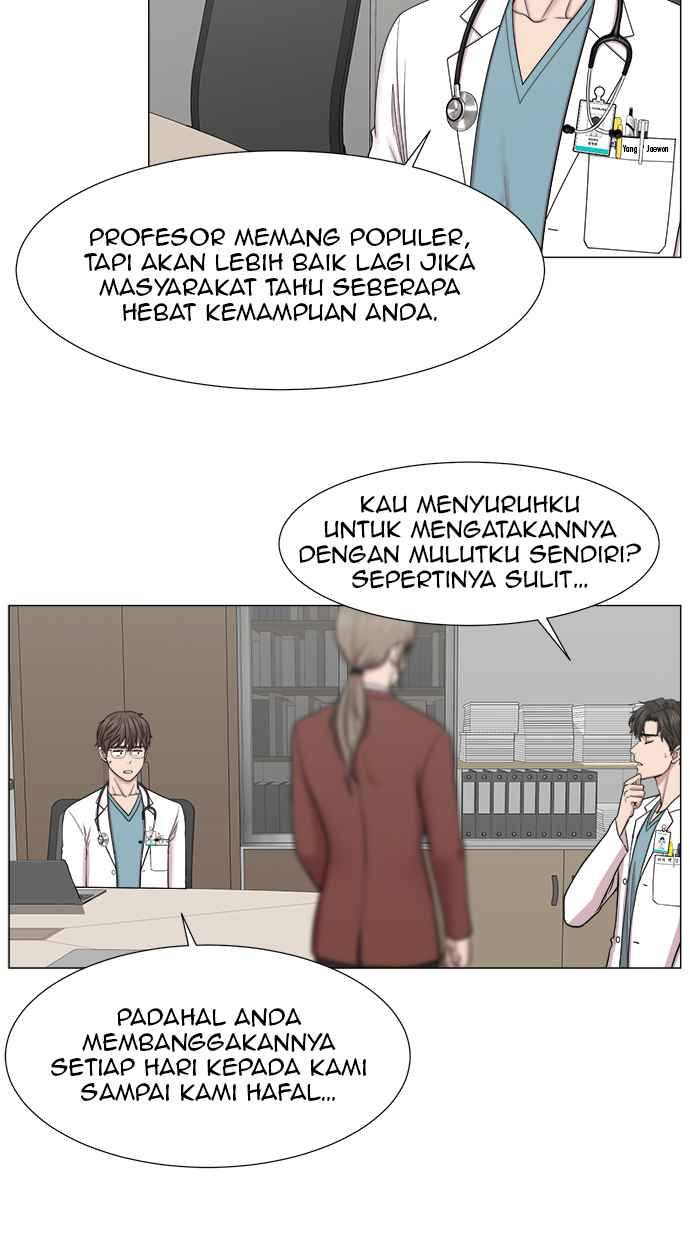 Yang Jaewon
PROFESOR MEMANG POPULER,
TAPI AKAN LEBIH BAIK LAGI JIKA
MASYARAKAT TAHU SEBERAPA
HEBAT KEMAMPUAN ANDA.
KAU MENYURUHKU
UNTUK MENGATAKANNYA
DENGAN MULUTKU SENDIRI?
SEPERTINYA SULIT...
PADAHAL ANDA
MEMBANGGAKANNYA
SETIAP HARI KEPADA KAMI
SAMPAI KAMI HAFAL...